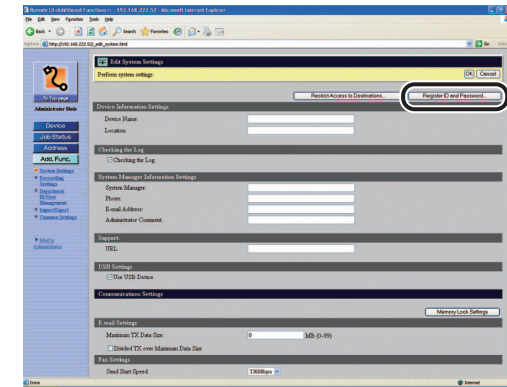 Remote UI<Additional Functions>: : 192.168.222.52 - Microsoft Internet Explorer
File Edit View Favorites Tools Help
Back Search Favorites
Address http://192.168.222.52/_edit_system.html Go Links
Edit System Settings
Perform system settings. OK Cancel
To Top page
Restrict Access to Destinations... Register ID and Password...
Administrator Mode
Device Information Settings
Device Name:
Location:
Device
Job Status
Address
Add. Func.
Checking the Log
Checking the Log
System Settings
Forwarding Settings
Department ID/User Management
Import/Export
Common Settings
System Manager Information Settings
System Manager:
Phone:
E-mail Address:
Administrator Comment:
Mail to Administrator
Support:
URL:
USB Settings
Use USB Device
Communications Settings
Memory Lock Settings
E-mail Settings
Maximum TX Data Size: 0 MB (0-99)
Divided TX over Maximum Data Size
Fax Settings
Send Start Speed: 33600bps
Done Internet